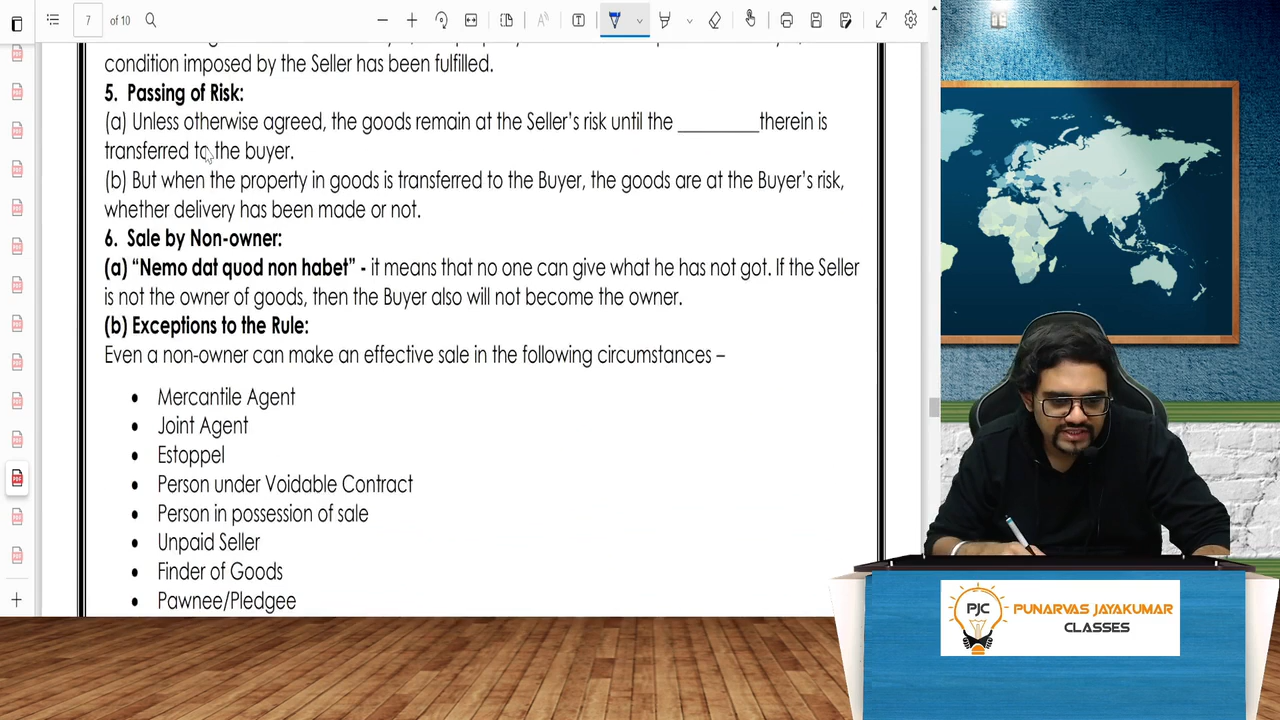 7 of 10
condition imposed by the Seller has been fulfilled.
5. Passing of Risk:
(a) Unless otherwise agreed, the goods remain at the Seller’s risk until the __________therein is
transferred to the buyer.
(b) But when the property in goods is transferred to the Buyer, the goods are at the Buyer’s risk,
whether delivery has been made or not.
6. Sale by Non-owner:
(a) “Nemo dat quod non habet” - it means that no one can give what he has not got. If the Seller
is not the owner of goods, then the Buyer also will not become the owner.
(b) Exceptions to the Rule:
Even a non-owner can make an effective sale in the following circumstances –
• Mercantile Agent
• Joint Agent
• Estoppel
• Person under Voidable Contract
• Person in possession of sale
• Unpaid Seller
• Finder of Goods
• Pawnee/Pledgee
PJC PUNARVAS JAYAKUMAR
CLASSES